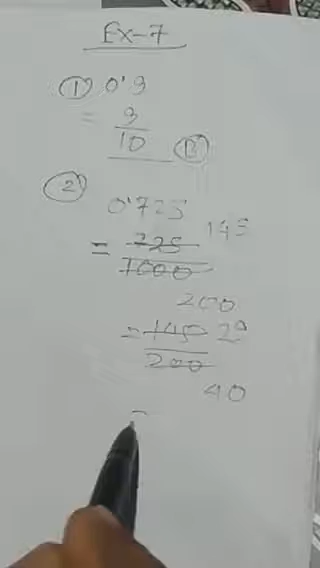 Ex-7
① 0.9
= 9/10 Ⓑ
② 0.725
= 725/1000 145
200
= 145/200 29
40
=